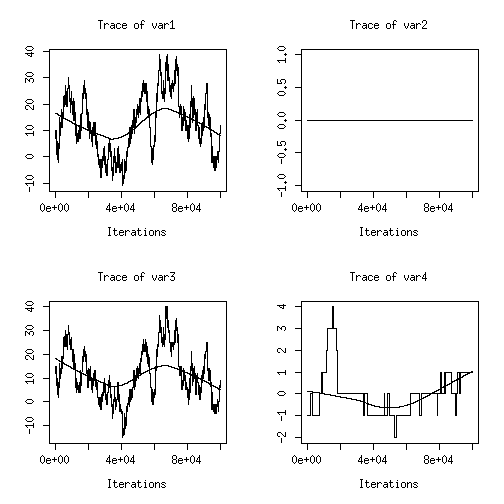 Trace of var1
Trace of var2
40
30
20
10
0
-10
1.0
0.5
0.0
-0.5
-1.0
0e+00 4e+04 8e+04
0e+00 4e+04 8e+04
Iterations
Iterations
Trace of var3
Trace of var4
40
30
20
10
0
-10
4
3
2
1
0
-1
-2
0e+00 4e+04 8e+04
0e+00 4e+04 8e+04
Iterations
Iterations